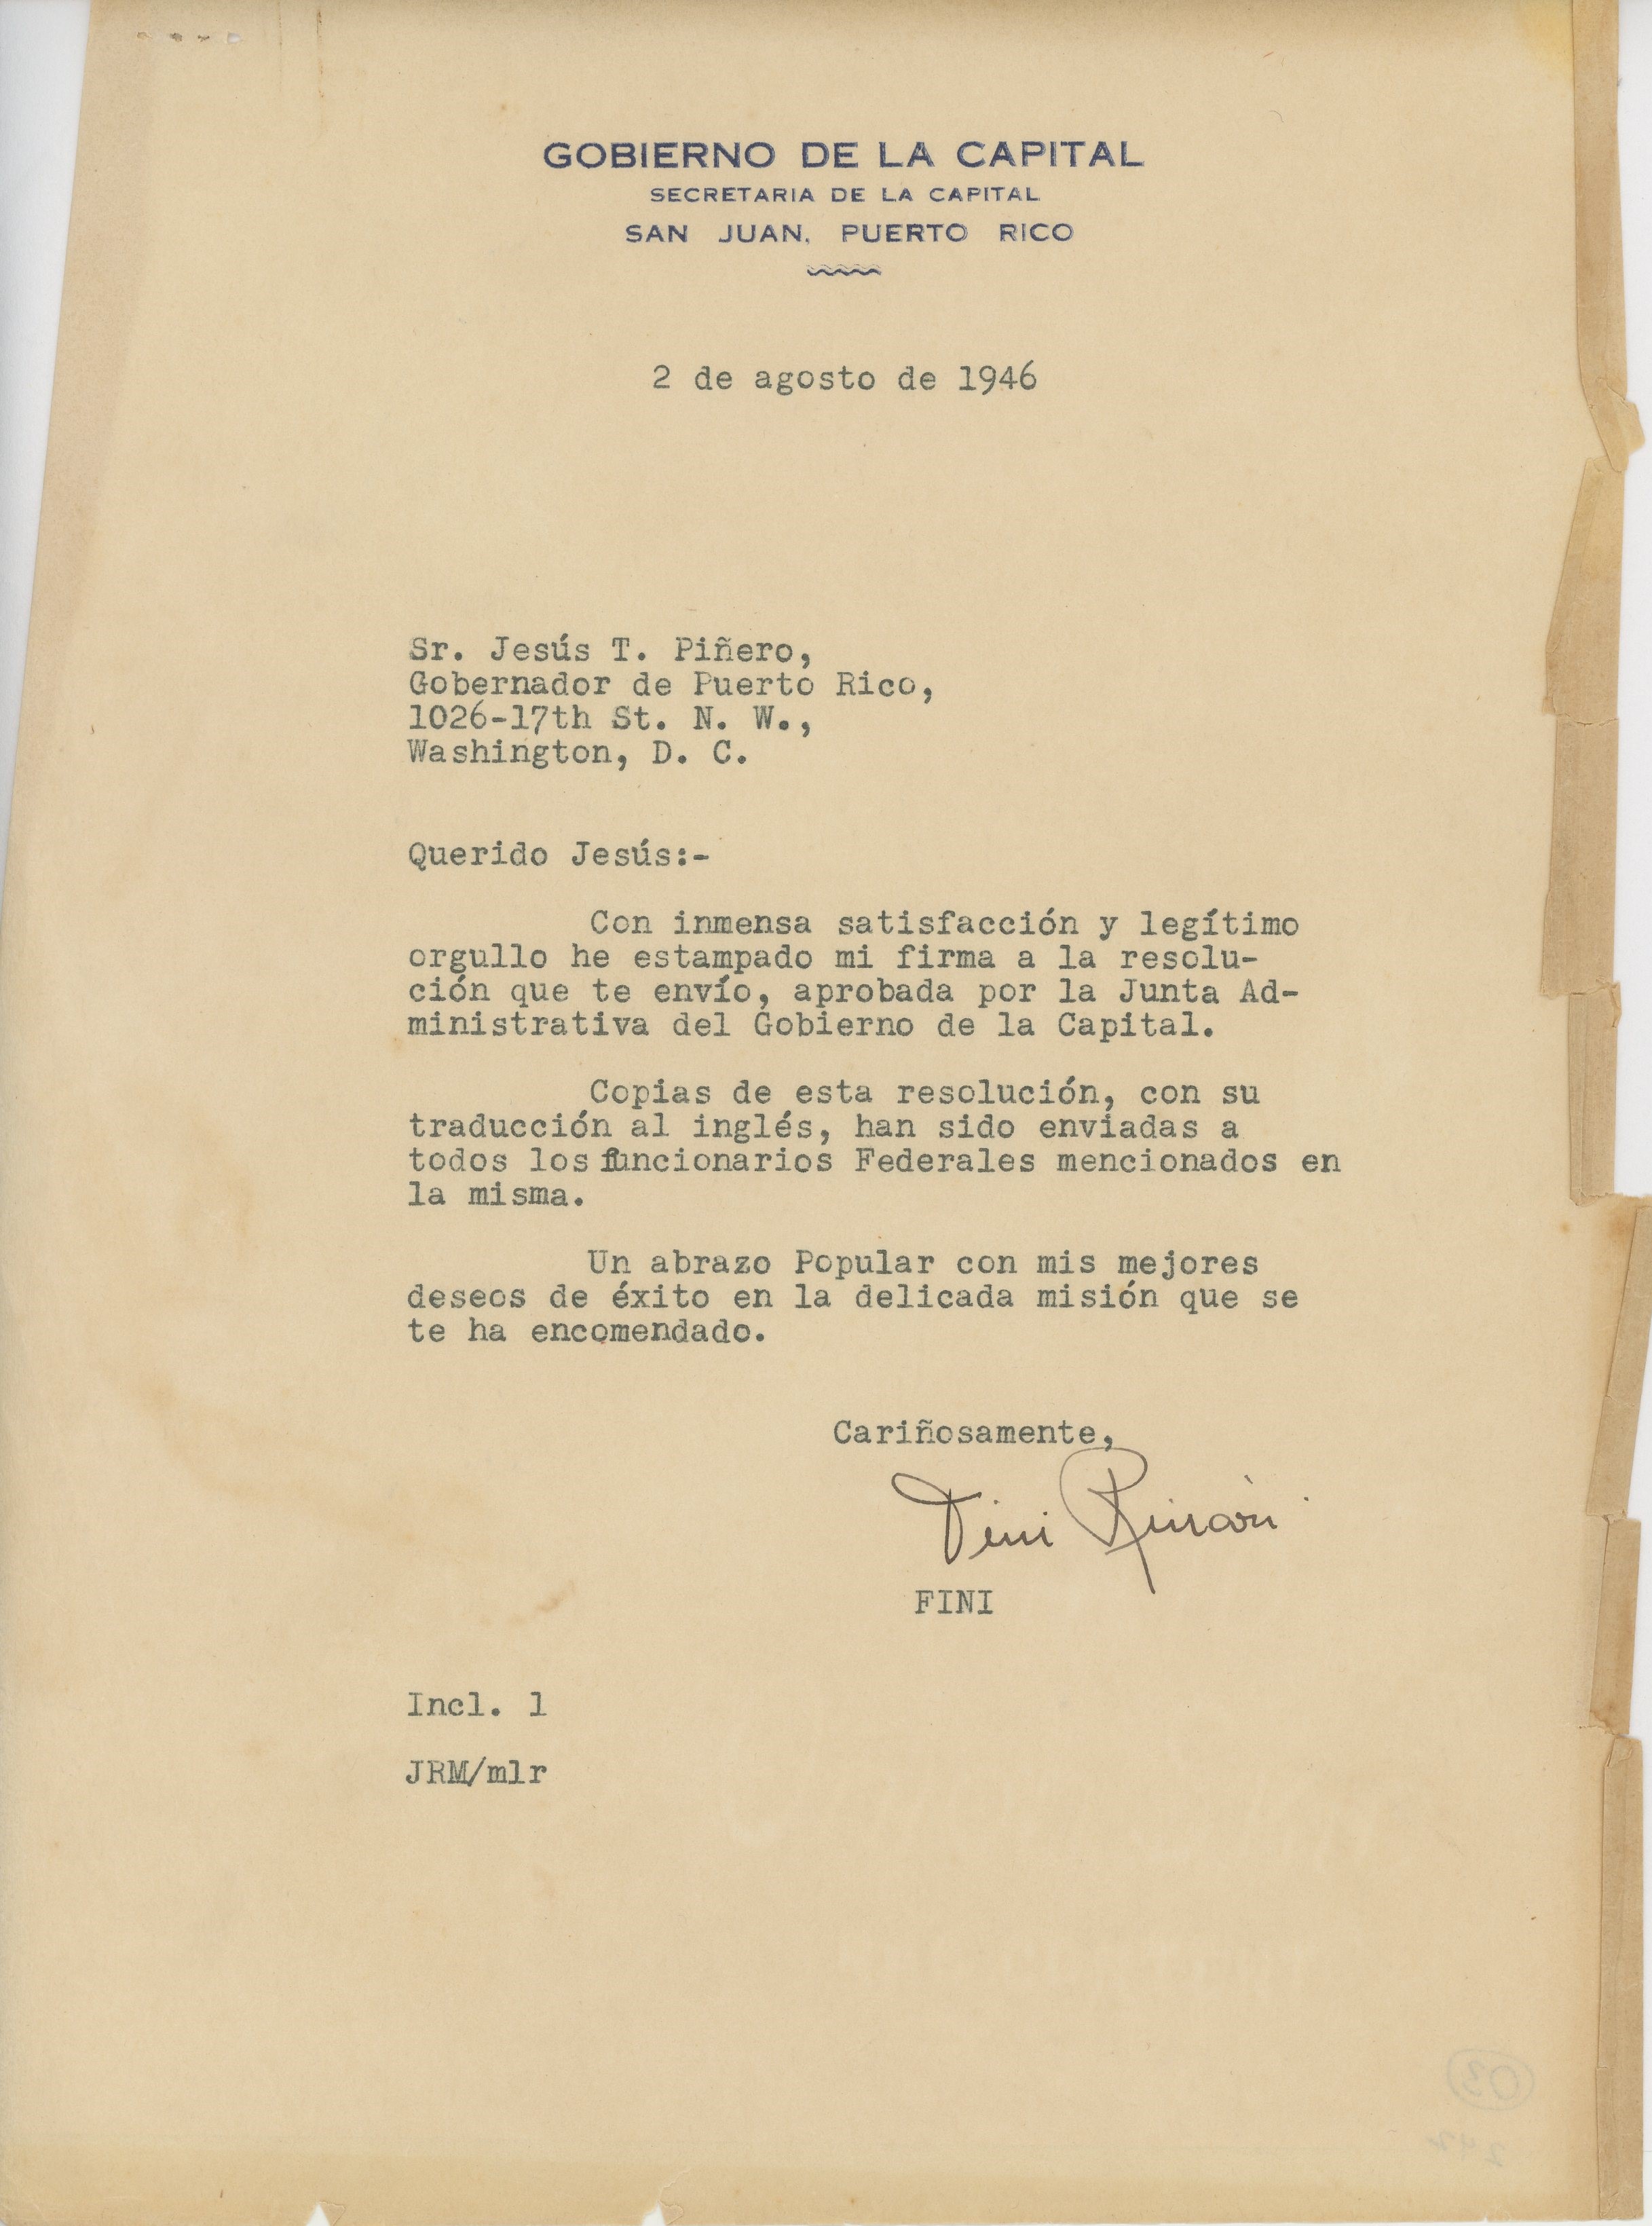 GOBIERNO DE LA CAPITAL
SECRETARIA DE LA CAPITAL
SAN JUAN, PUERTO RICO
2 de agosto de 1946
Sr. Jesús T. Piñero,
Gobernador de Puerto Rico,
1026-17th St. N. W.,
Washington, D. C.
Querido Jesús:-
Con inmensa satisfacción y legítimo
orgullo he estampado mi firma a la resolu-
ción que te envío, aprobada por la Junta Ad-
ministrativa del Gobierno de la Capital.
Copias de esta resolución, con su
traducción al inglés, han sido enviadas a
todos los funcionarios Federales mencionados en
la misma.
Un abrazo Popular con mis mejores
deseos de éxito en la delicada misión que se
te ha encomendado.
Cariñosamente,
Fini Rincón
FINI
Incl. 1
JRM/mlr
03